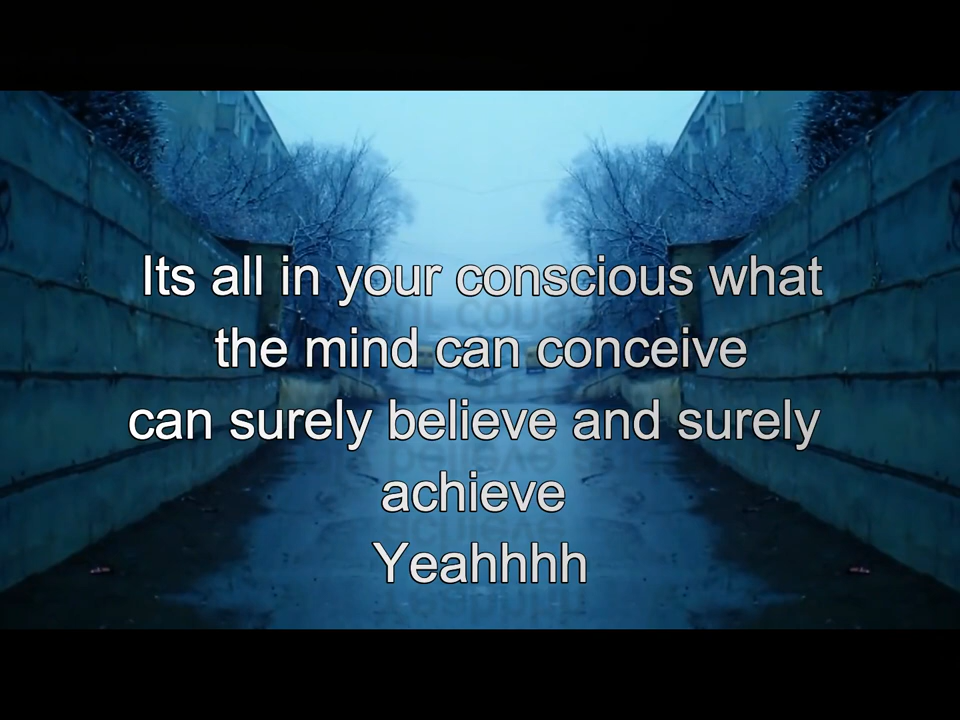 Its all in your conscious what
the mind can conceive
can surely believe and surely
achieve
Yeahhhh